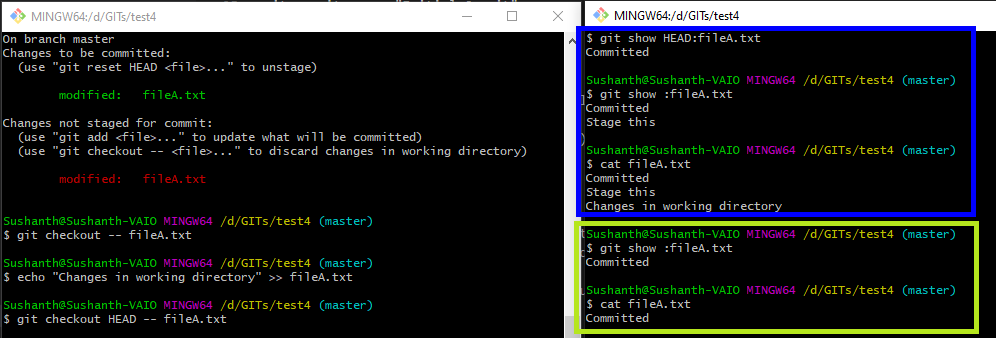 MINGW64:/d/GITs/test4
On branch master
Changes to be committed:
(use "git reset HEAD <file>..." to unstage)
modified: fileA.txt
Changes not staged for commit:
(use "git add <file>..." to update what will be committed)
(use "git checkout -- <file>..." to discard changes in working directory)
modified: fileA.txt
Sushanth@Sushanth-VAIO MINGW64 /d/GITs/test4 (master)
$ git checkout -- fileA.txt
Sushanth@Sushanth-VAIO MINGW64 /d/GITs/test4 (master)
$ echo "Changes in working directory" >> fileA.txt
Sushanth@Sushanth-VAIO MINGW64 /d/GITs/test4 (master)
$ git checkout HEAD -- fileA.txt
MINGW64:/d/GITs/test4
$ git show HEAD:fileA.txt
Committed
Sushanth@Sushanth-VAIO MINGW64 /d/GITs/test4 (master)
$ git show :fileA.txt
Committed
Stage this
Sushanth@Sushanth-VAIO MINGW64 /d/GITs/test4 (master)
$ cat fileA.txt
Committed
Stage this
Changes in working directory
Sushanth@Sushanth-VAIO MINGW64 /d/GITs/test4 (master)
$ git show :fileA.txt
Committed
Sushanth@Sushanth-VAIO MINGW64 /d/GITs/test4 (master)
$ cat fileA.txt
Committed